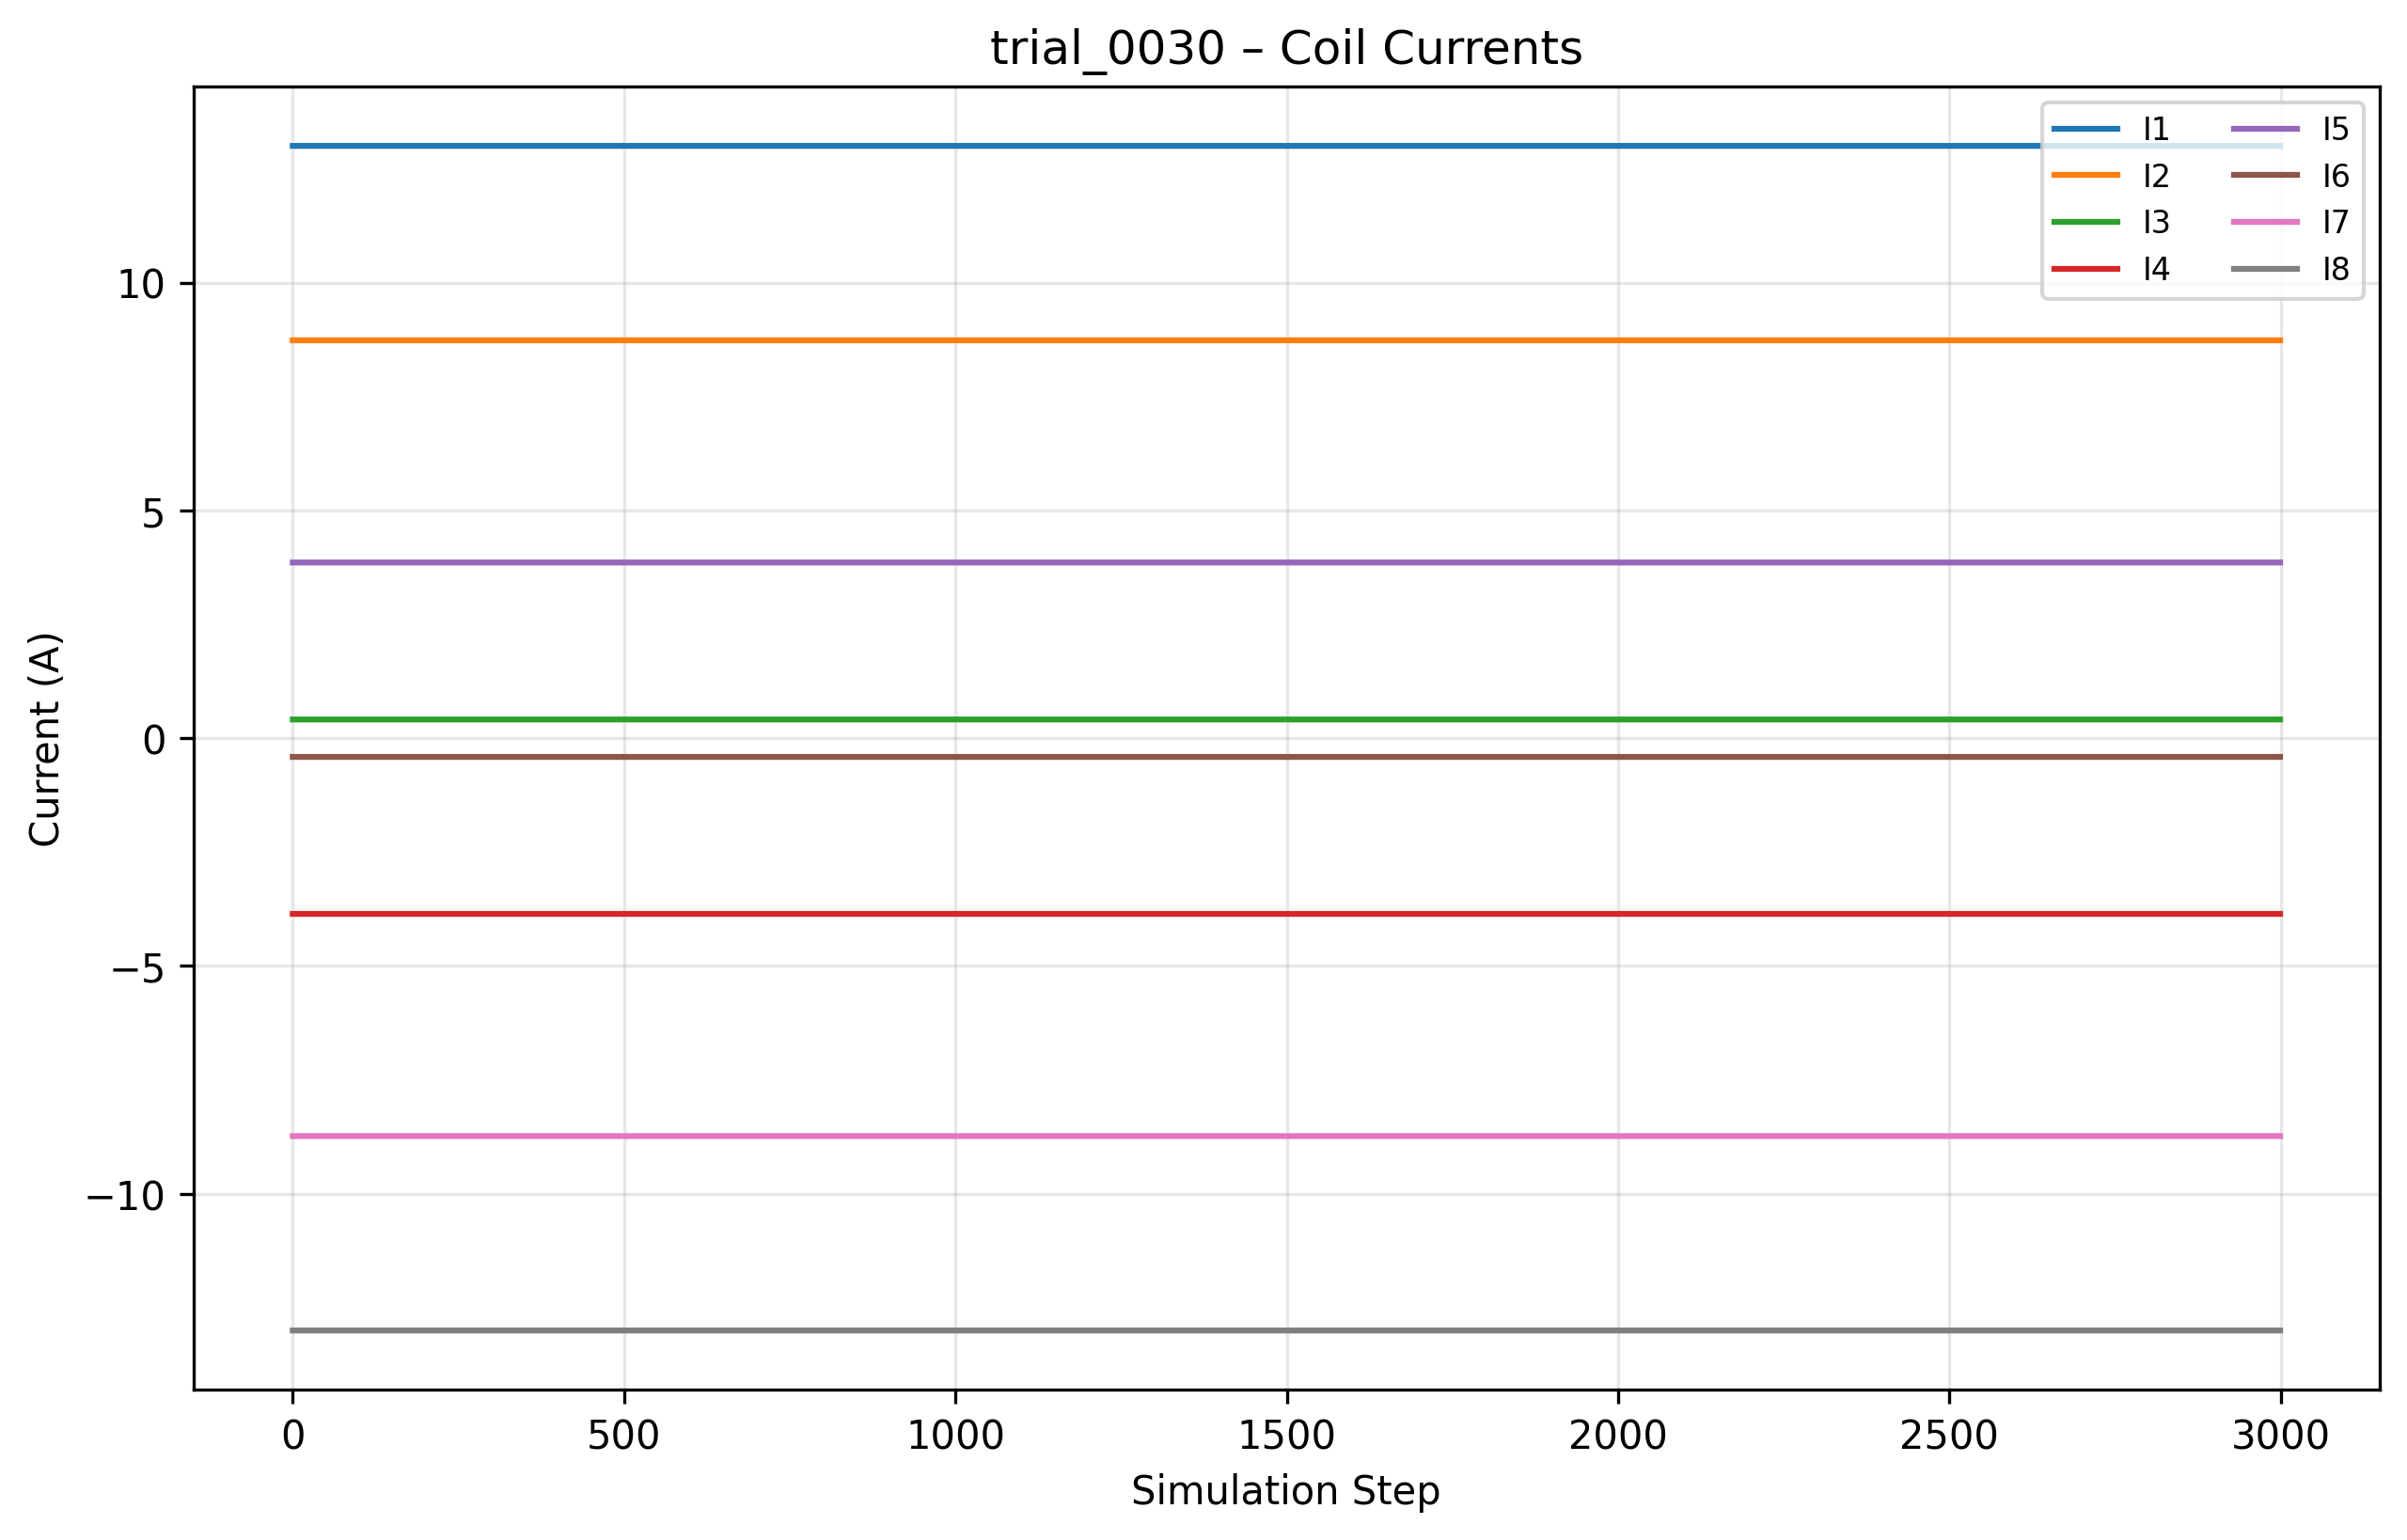 trial_0030 – Coil Currents
I1 I5
I2 I6
I3 I7
I4 I8
10
5
0
−5
−10
Current (A)
0 500 1000 1500 2000 2500 3000
Simulation Step